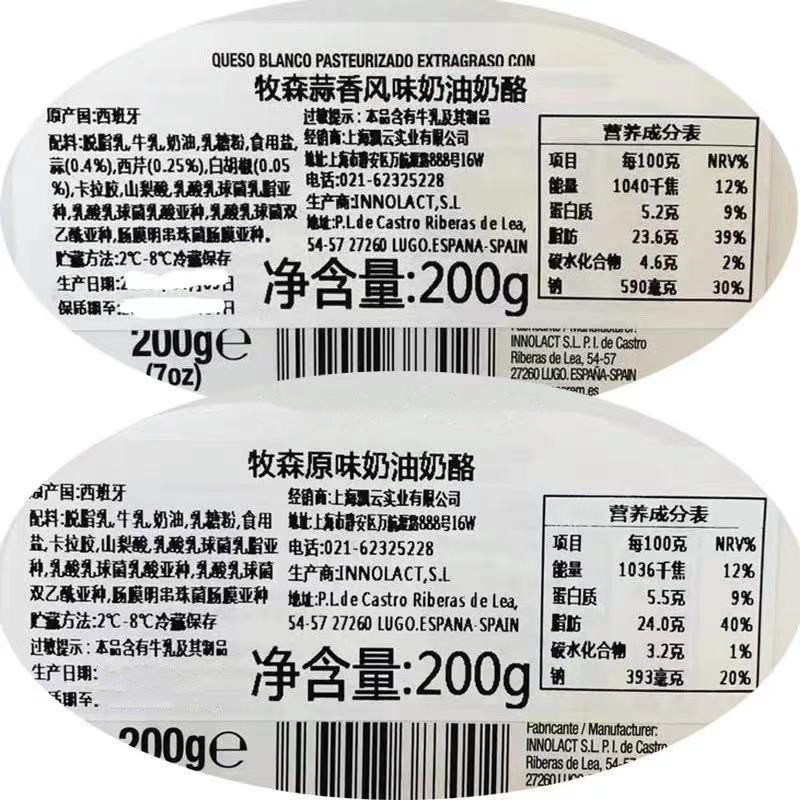 QUESO BLANCO PASTEURIZADO EXTRAGRASO CON
牧森蒜香风味奶油奶酪
原产国:西班牙
配料:脱脂乳,牛乳,奶油,乳糖粉,食用盐,
蒜(0.4%),西芹(0.25%),白胡椒(0.05
%),卡拉胶,山梨酸,乳酸乳球菌乳脂亚
种,乳酸乳球菌乳酸亚种,乳酸乳球菌双
乙酰亚种,肠膜明串珠菌肠膜亚种。
贮藏方法:2℃-8℃冷藏保存
生产日期:2
保质期至:
日
过敏提示:本品含有牛乳及其制品
经销商:上海飘云实业有限公司
地址:上海市静安区万航渡路888号16W
电话:021-62325228
生产商:INNOLACT,S.L
地址:P.I.de Castro Riberas de Lea,
54-57 27260 LUGO.ESPANA-SPAIN
净含量:200g
营养成分表
项目 每100克 NRV%
能量 1040千焦 12%
蛋白质 5.2克 9%
脂肪 23.6克 39%
碳水化合物 4.6克 2%
钠 590毫克 30%
200g e
(7oz)
INNOLACT S.L. P. I. de Castro
Riberas de Lea, 54-57
27260 LUGO. ESPAÑA-SPAIN
牧森原味奶油奶酪
原产国:西班牙
配料:脱脂乳,牛乳,奶油,乳糖粉,食用
盐,卡拉胶,山梨酸,乳酸乳球菌乳脂亚
种,乳酸乳球菌乳酸亚种,乳酸乳球菌
双乙酰亚种,肠膜明串珠菌肠膜亚种
贮藏方法:2℃-8℃冷藏保存
过敏提示:本品含有牛乳及其制品
生产日期:
质期至:
经销商:上海飘云实业有限公司
地址:上海市静安区万航渡路888号16W
电话:021-62325228
生产商:INNOLACT,S.L
地址:P.I.de Castro Riberas de Lea,
54-57 27260 LUGO.ESPANA-SPAIN
净含量:200g
营养成分表
项目 每100克 NRV%
能量 1036千焦 12%
蛋白质 5.5克 9%
脂肪 24.0克 40%
碳水化合物 3.2克 1%
钠 393毫克 20%
200g e
Fabricante / Manufacturer:
INNOLACT S.L. P. I. de Castro
Riberas de Lea, 54-57
27260